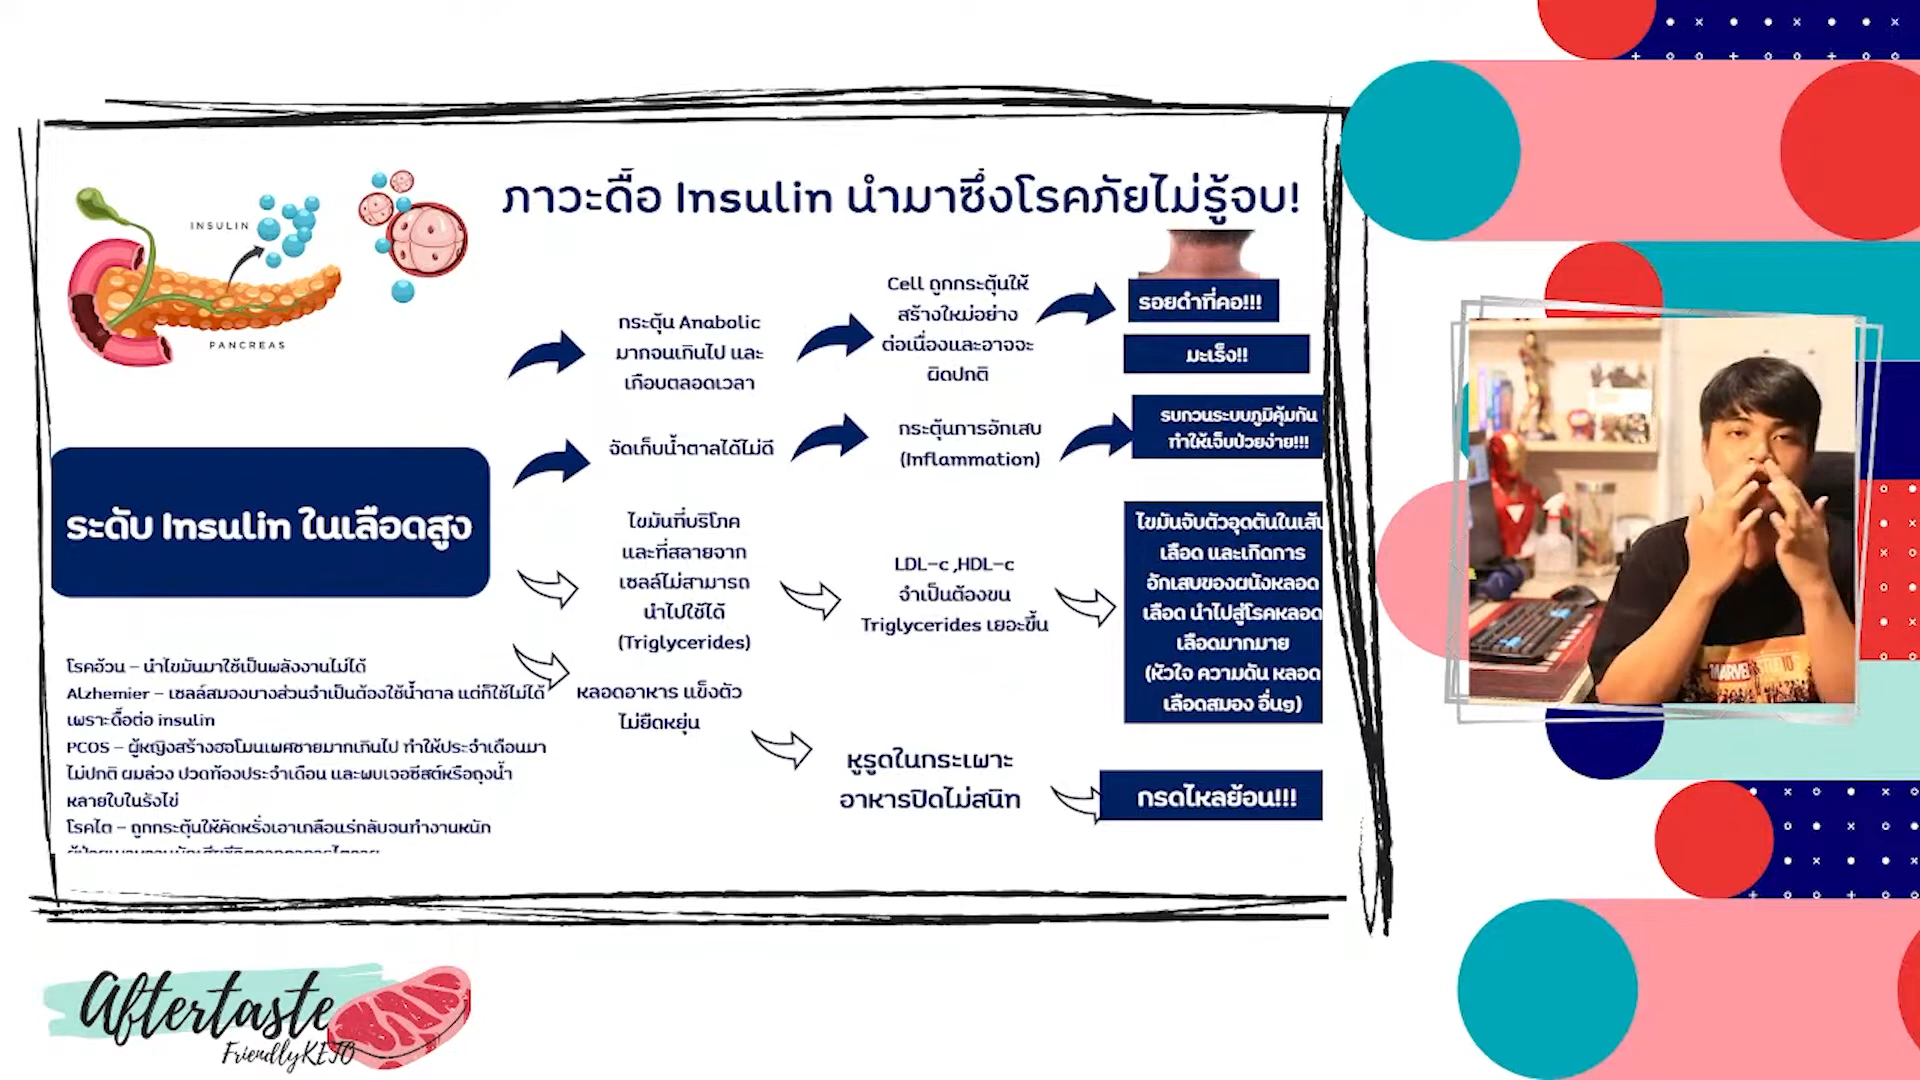 ภาวะดื้อ Insulin นำมาซึ่งโรคภัยไม่รู้จบ!
INSULIN
PANCREAS
กระตุ้น Anabolic
มากจนเกินไป และ
เกือบตลอดเวลา
Cell ถูกกระตุ้นให้
สร้างใหม่อย่าง
ต่อเนื่องและอาจจะ
ผิดปกติ
รอยดำที่คอ!!!
มะเร็ง!!
จัดเก็บน้ำตาลได้ไม่ดี
กระตุ้นการอักเสบ
(Inflammation)
รบกวนระบบภูมิคุ้มกัน
ทำให้เจ็บป่วยง่าย!!!
ระดับ Insulin ในเลือดสูง
ไขมันที่บริโภค
และที่สลายจาก
เซลล์ไม่สามารถ
นำไปใช้ได้
(Triglycerides)
LDL-c ,HDL-c
จำเป็นต้องขน
Triglycerides เยอะขึ้น
ไขมันจับตัวอุดตันในเส้น
เลือด และเกิดการ
อักเสบของผนังหลอด
เลือด นำไปสู่โรคหลอด
เลือดมากมาย
(หัวใจ ความดัน หลอด
เลือดสมอง อื่นๆ)
หลอดอาหาร แข็งตัว
ไม่ยืดหยุ่น
หูรูดในกระเพาะ
อาหารปิดไม่สนิท
กรดไหลย้อน!!!
โรคอ้วน – นำไขมันมาใช้เป็นพลังงานไม่ได้
Alzhemier – เซลล์สมองบางส่วนจำเป็นต้องใช้น้ำตาล แต่ก็ใช้ไม่ได้
เพราะดื้อต่อ insulin
PCOS – ผู้หญิงสร้างฮอโมนเพศชายมากเกินไป ทำให้ประจำเดือนมา
ไม่ปกติ ผมล่วง ปวดท้องประจำเดือน และพบเจอซีสต์หรือถุงน้ำ
หลายใบในรังไข่
โรคไต – ถูกกระตุ้นให้คัดหรั่งเอาเกลือแร่กลับจนทำงานหนัก
MARVEL
Aftertaste
FriendlyKETO